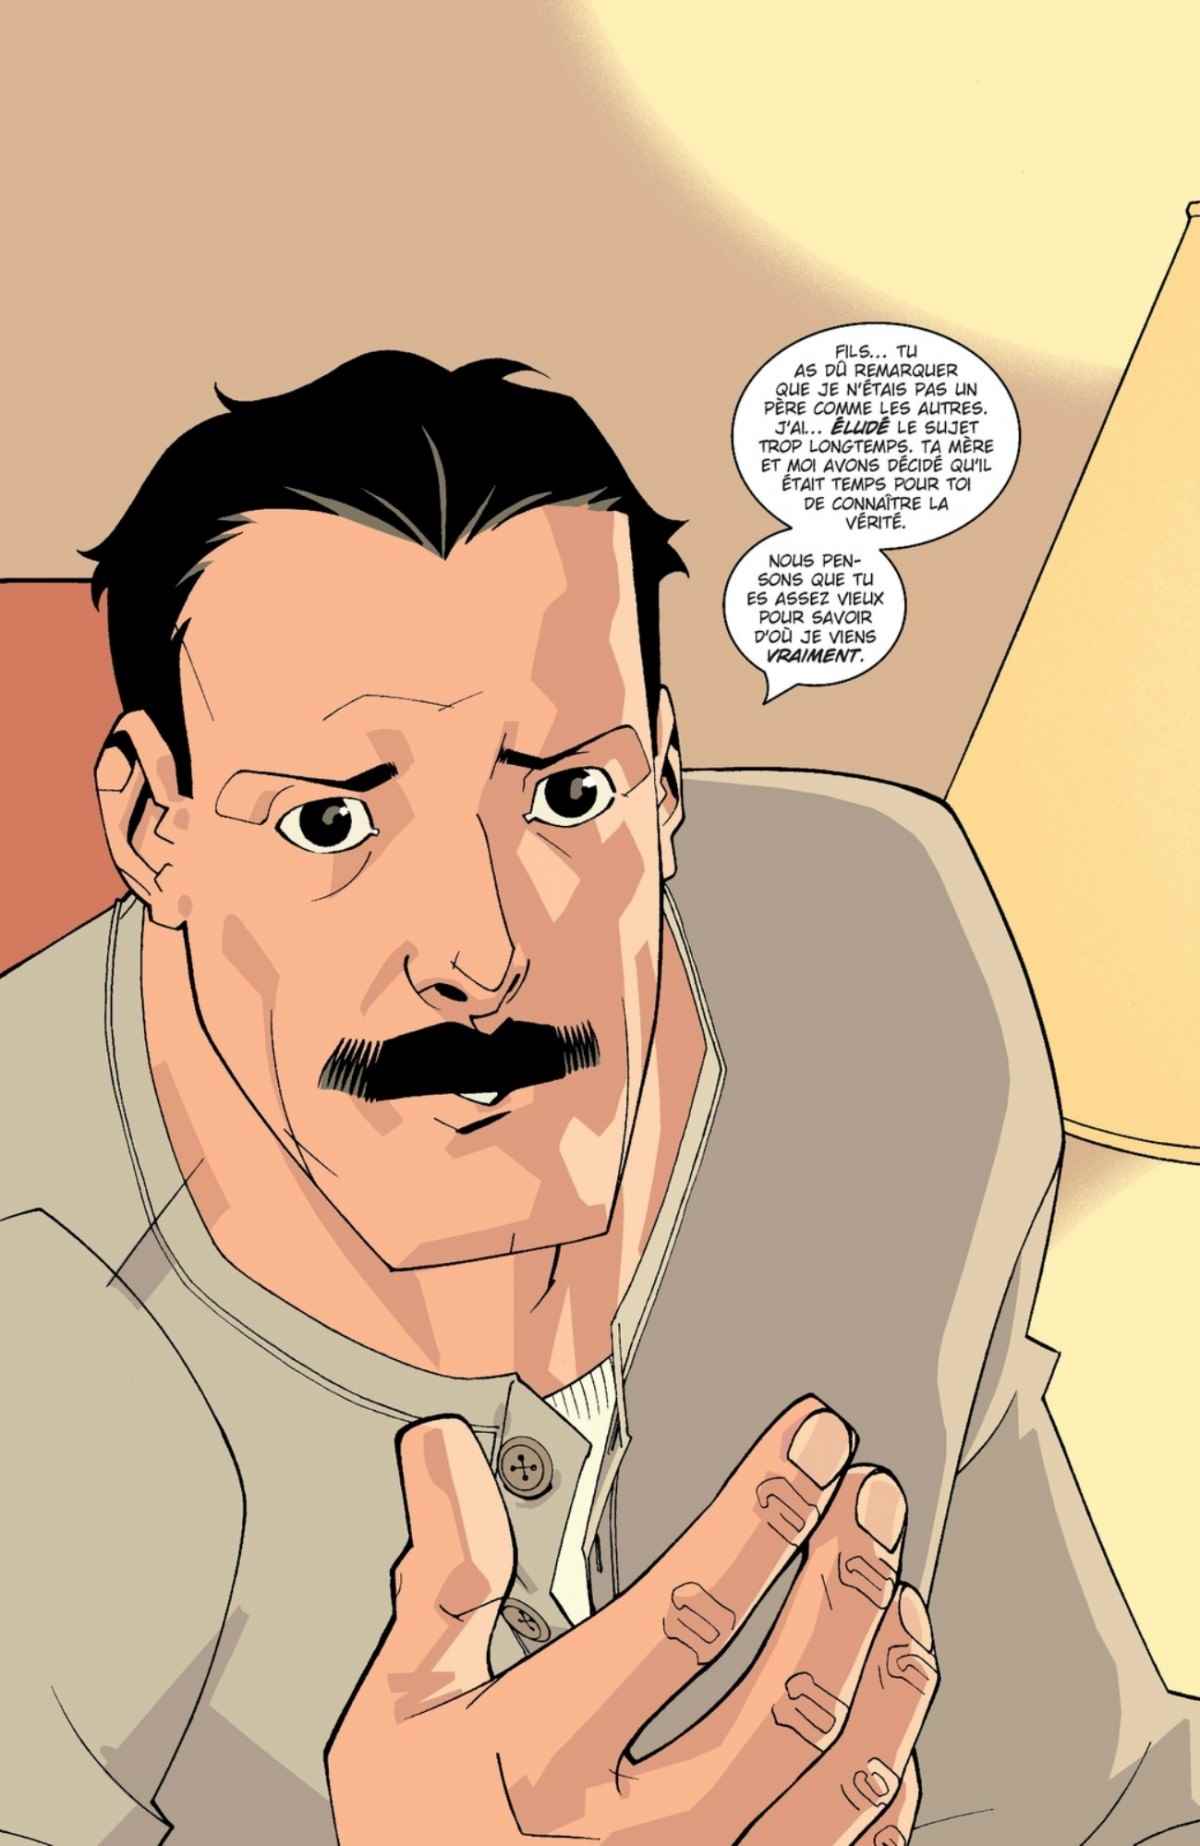 FILS... TU
AS DÛ REMARQUER
QUE JE N'ÉTAIS PAS UN
PÈRE COMME LES AUTRES.
J'AI... ÉLUDÉ LE SUJET
TROP LONGTEMPS. TA MÈRE
ET MOI AVONS DÉCIDÉ QU'IL
ÉTAIT TEMPS POUR TOI
DE CONNAÎTRE LA
VÉRITÉ.
NOUS PEN-
SONS QUE TU
ES ASSEZ VIEUX
POUR SAVOIR
D'OÙ JE VIENS
VRAIMENT.